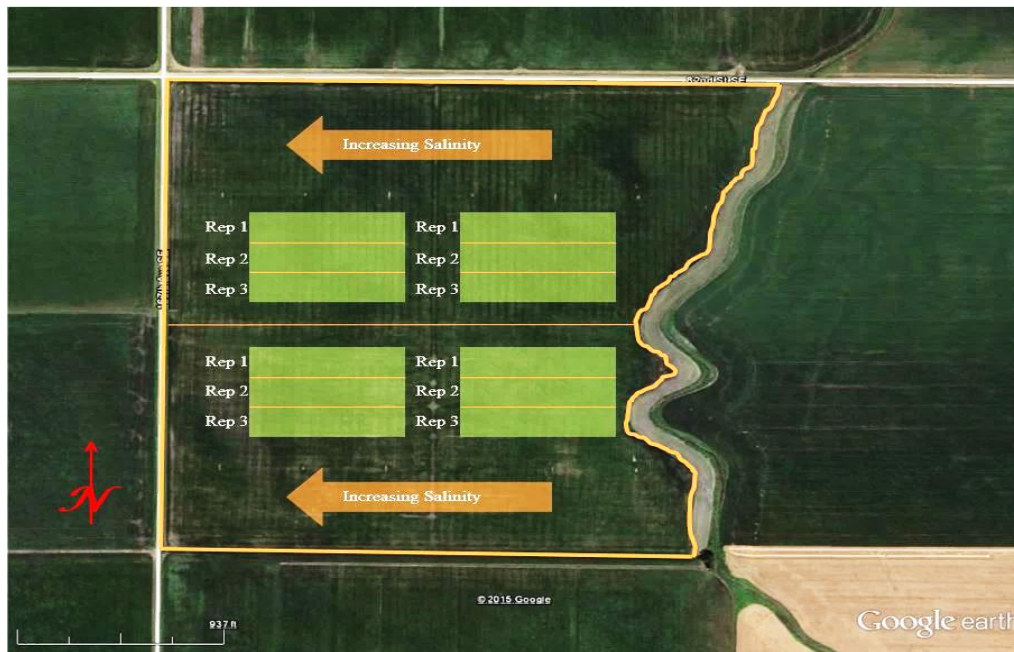 Increasing Salinity
Rep 1
Rep 1
Rep 2
Rep 2
Rep 3
Rep 3
Rep 1
Rep 1
Rep 2
Rep 2
Rep 3
Rep 3
N
Increasing Salinity
© 2015 Google
937 ft
Google earth